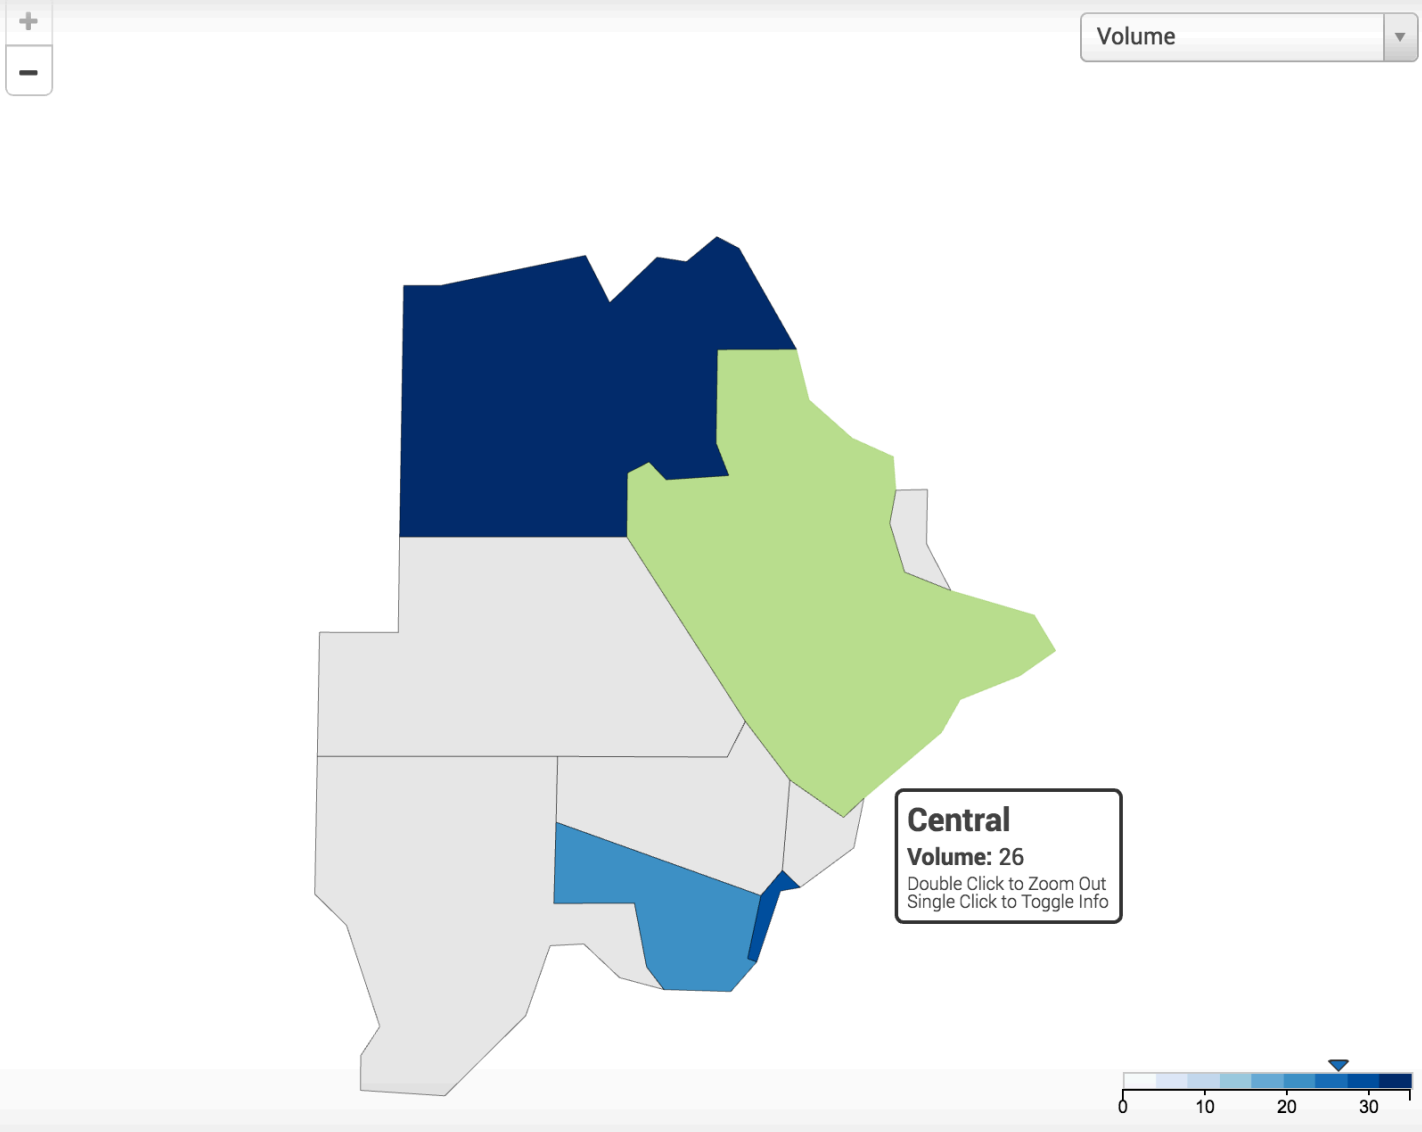 +
Volume
−
Central
Volume: 26
Double Click to Zoom Out
Single Click to Toggle Info
0 10 20 30